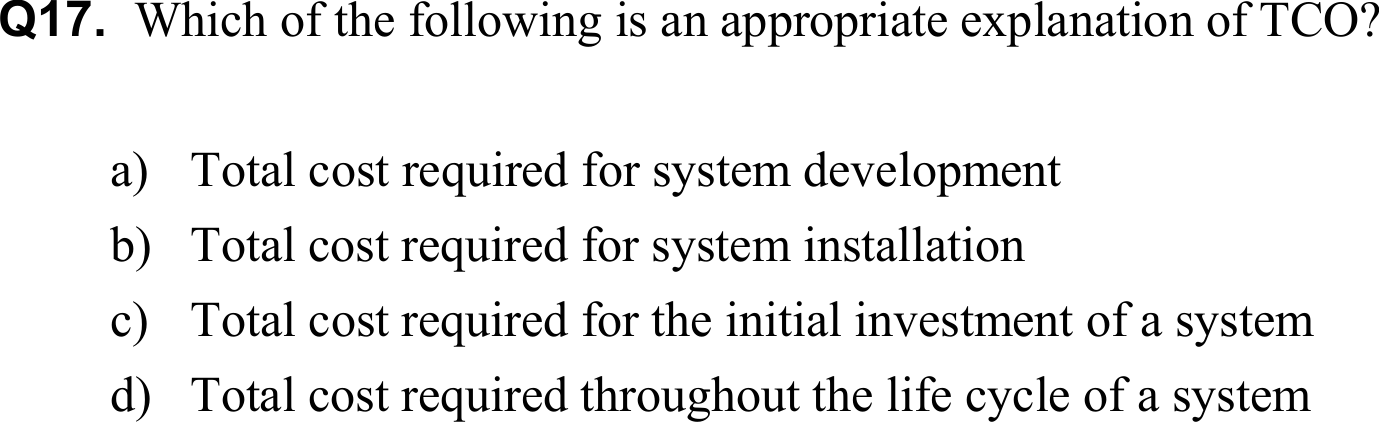 Q17. Which of the following is an appropriate explanation of TCO?
a) Total cost required for system development
b) Total cost required for system installation
c) Total cost required for the initial investment of a system
d) Total cost required throughout the life cycle of a system